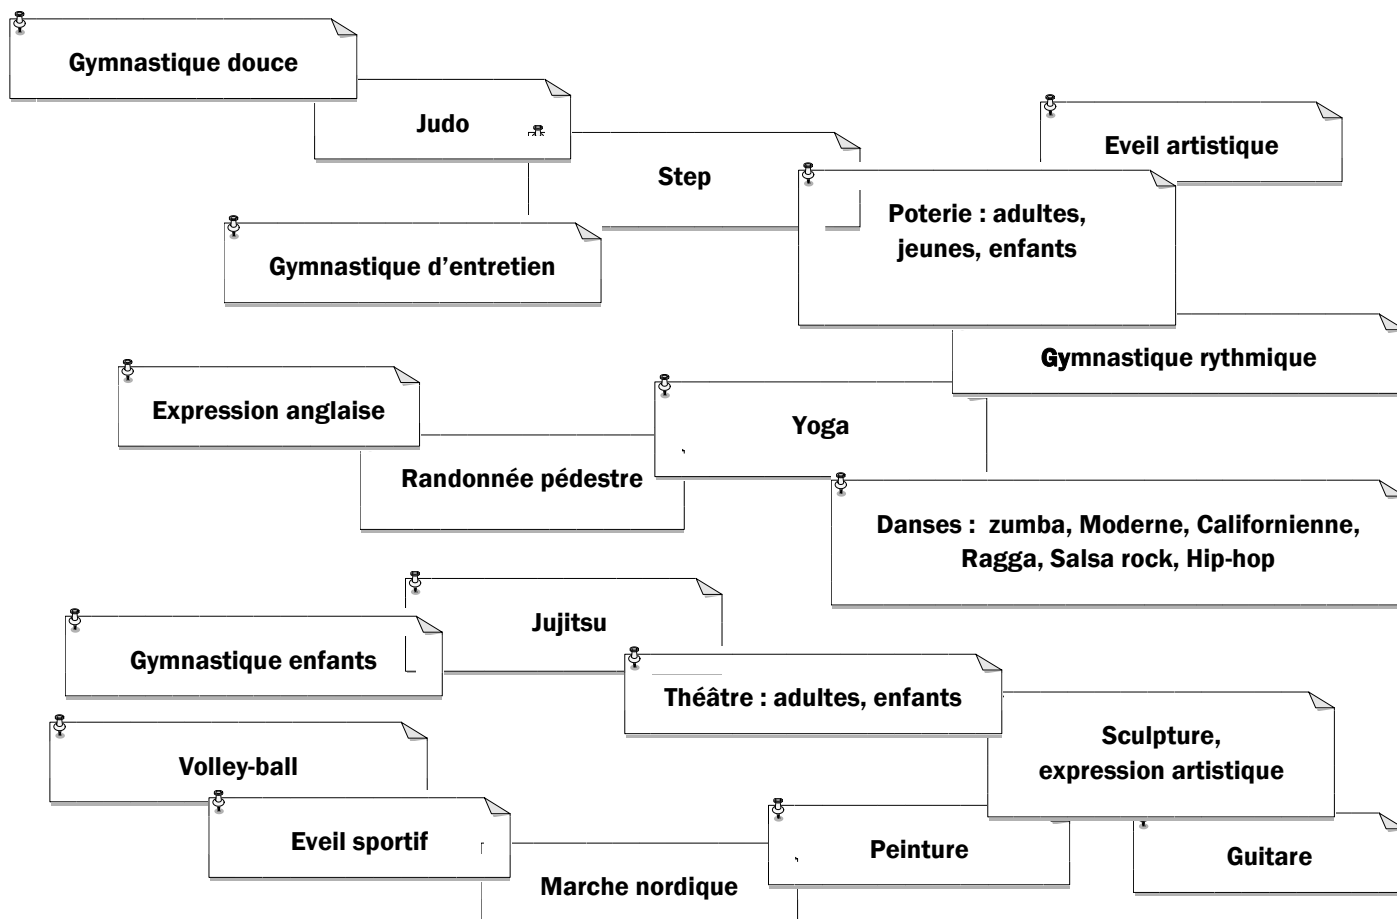 Gymnastique douce
Judo
Eveil artistique
Step
Poterie : adultes,
jeunes, enfants
Gymnastique d’entretien
Gymnastique rythmique
Expression anglaise
Yoga
Randonnée pédestre
Danses :  zumba, Moderne, Californienne,
Ragga, Salsa rock, Hip-hop
Jujitsu
Gymnastique enfants
Théâtre : adultes, enfants
Sculpture,
expression artistique
Volley-ball
Eveil sportif
Peinture
Guitare
Marche nordique